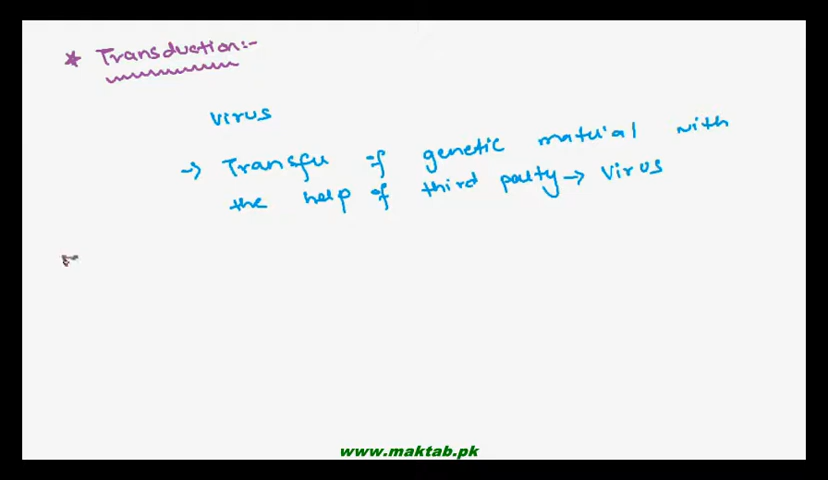 * Transduction:-
Virus
→ Transfer of genetic material with
the help of third party → Virus
www.maktab.pk